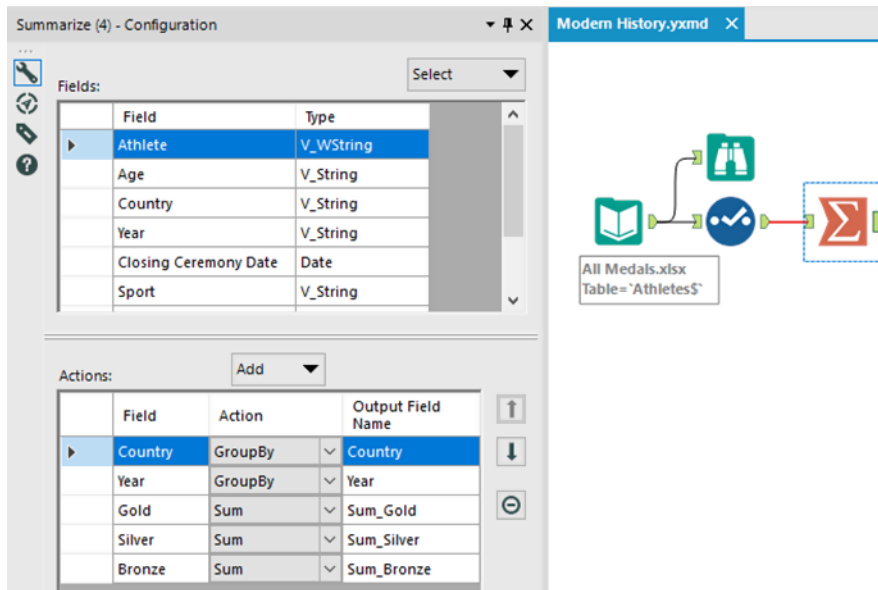 Summarize (4) - Configuration
Modern History.yxmd
Select
Fields:
Field Type
Athlete V_WString
Age V_String
Country V_String
Year V_String
Closing Ceremony Date Date
Sport V_String
Actions:
Add
Field Action Output Field
Name
Country GroupBy Country
Year GroupBy Year
Gold Sum Sum_Gold
Silver Sum Sum_Silver
Bronze Sum Sum_Bronze
All Medals.xlsx
Table=`Athletes$`